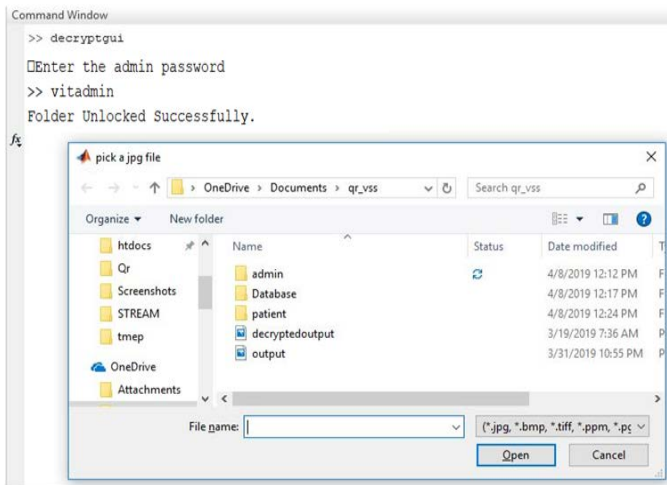 Command Window
>> decryptgui
Enter the admin password
>> vitadmin
Folder Unlocked Successfully.
fx
pick a jpg file
OneDrive > Documents > qr_vss
Search qr_vss
Organize New folder
Name Status Date modified
htdocs
Qr
Screenshots
STREAM
tmep
OneDrive
Attachments
admin 4/8/2019 12:12 PM F
Database 4/8/2019 12:17 PM F
patient 4/8/2019 12:24 PM F
decryptedoutput 3/19/2019 7:36 AM P
output 3/31/2019 10:55 PM P
File name:
(*.jpg, *.bmp, *.tiff, *.ppm, *.pg
Open Cancel